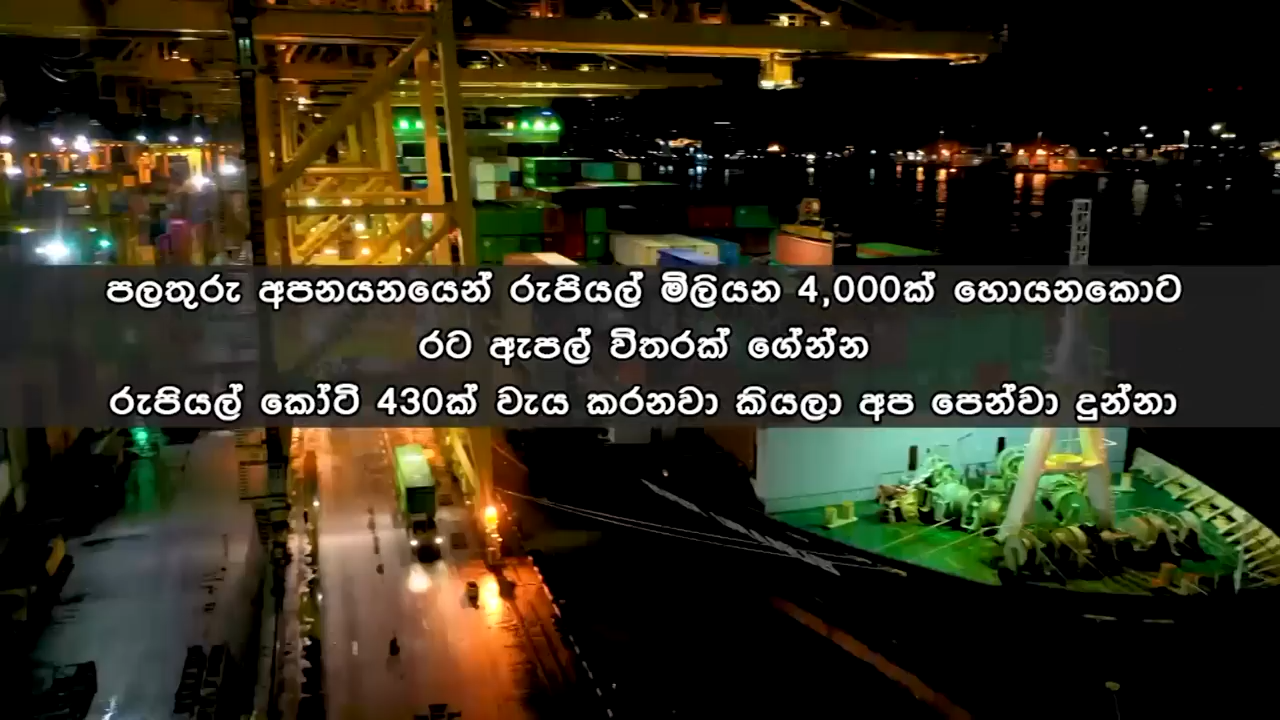 පලතුරු අපනයනයෙන් රුපියල් මිලියන 4,000ක් හොයනකොට
රට ඇපල් විතරක් ගේන්න
රුපියල් කෝටි 430ක් වැය කරනවා කියලා අප පෙන්වා දුන්නා